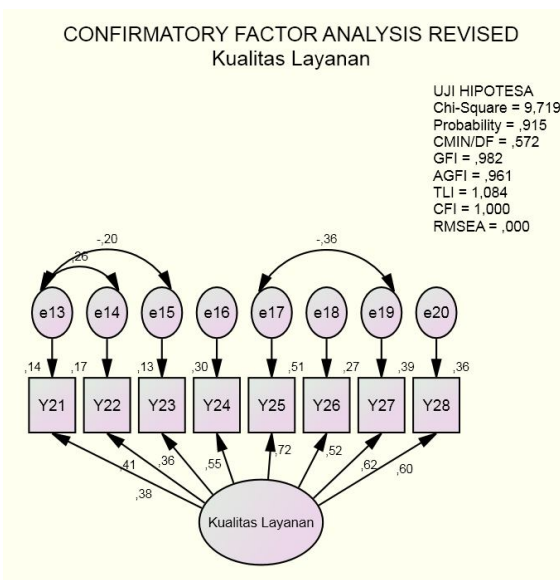 CONFIRMATORY FACTOR ANALYSIS REVISED
Kualitas Layanan
UJI HIPOTESA
Chi-Square = 9,719
Probability = ,915
CMIN/DF = ,572
GFI = ,982
AGFI = ,961
TLI = 1,084
CFI = 1,000
RMSEA = ,000
-,20
-,36
,26
e13 e14 e15 e16 e17 e18 e19 e20
,14 ,17 ,13 ,30 ,51 ,27 ,39 ,36
Y21 Y22 Y23 Y24 Y25 Y26 Y27 Y28
,38 ,41 ,36 ,55 ,72 ,52 ,62 ,60
Kualitas Layanan